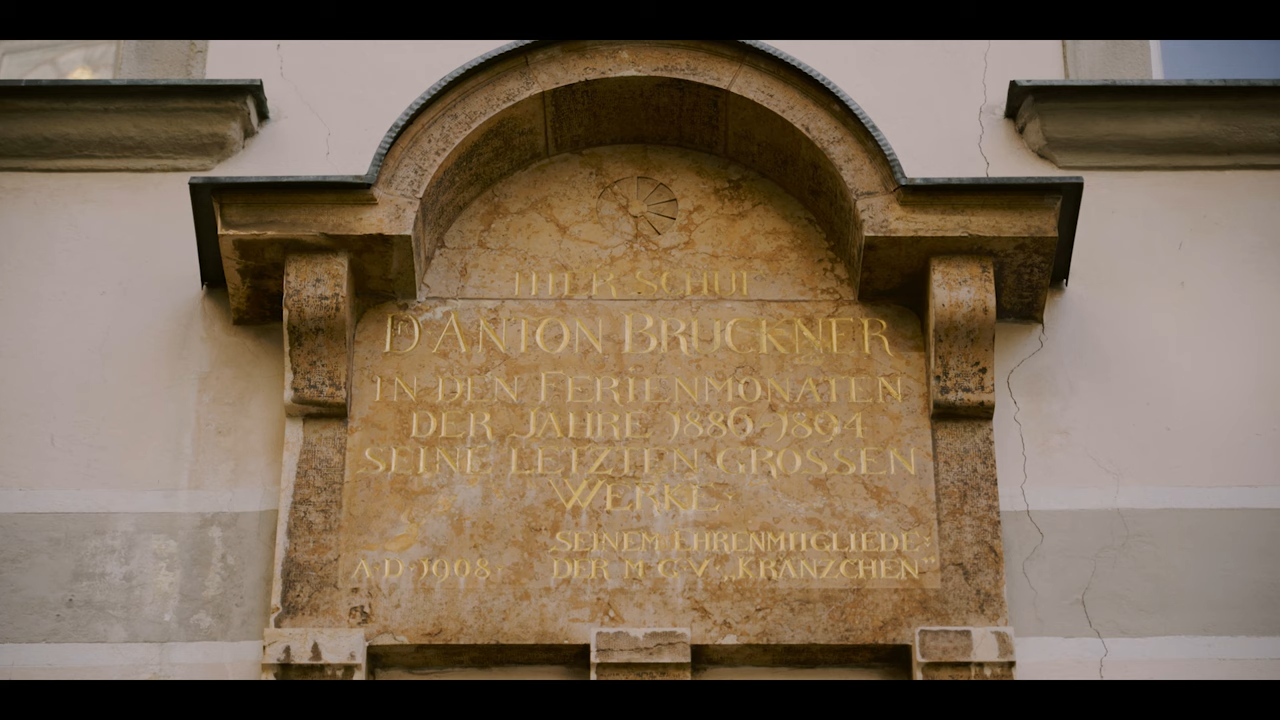 HIER SCHUF
DR ANTON BRUCKNER
IN DEN FERIENMONATEN
DER JAHRE 1886-1894
SEINE LETZTEN GROSSEN
WERKE·
SEINEM EHRENMITGLIEDE·
A·D·1908· DER M·G·V·„KRÄNZCHEN”